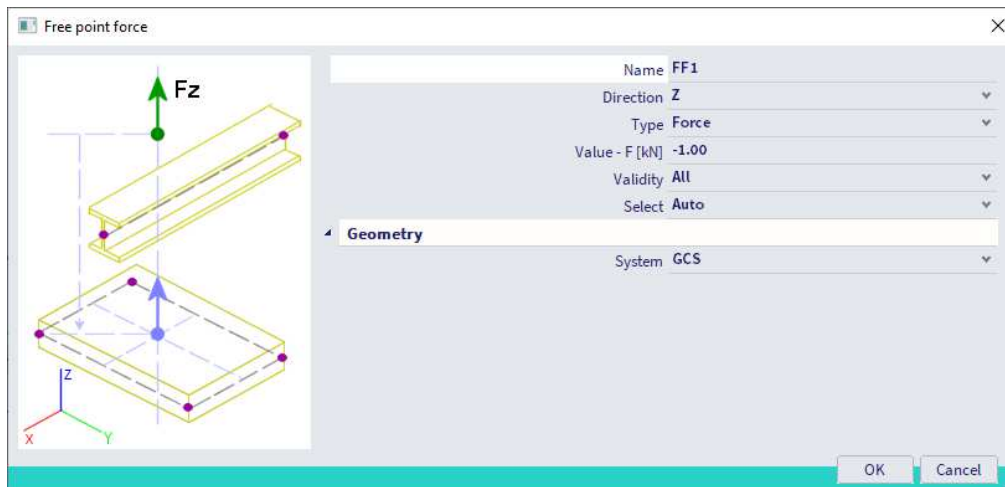 Free point force
Fz
Z
X
Y
Name FF1
Direction Z
Type Force
Value - F [kN] -1.00
Validity All
Select Auto
Geometry
System GCS
OK Cancel